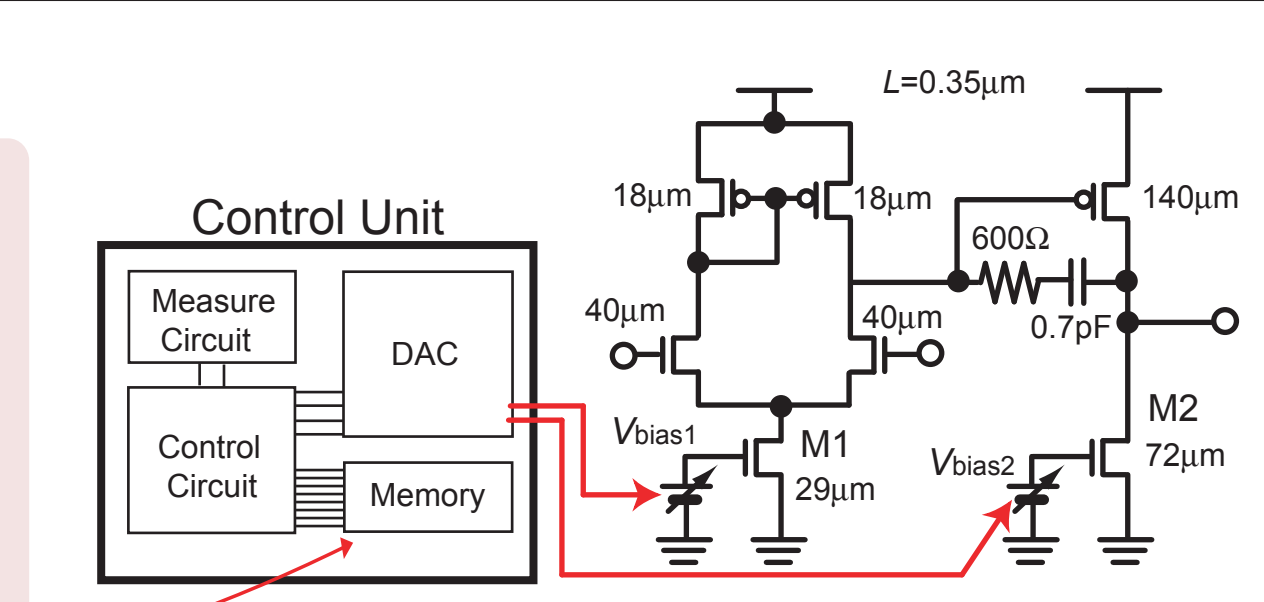 L=0.35μm
18μm
18μm
140μm
Control Unit
600Ω
Measure
Circuit
DAC
40μm
40μm
0.7pF
Control
Circuit
Memory
Vbias1
M1
29μm
Vbias2
M2
72μm